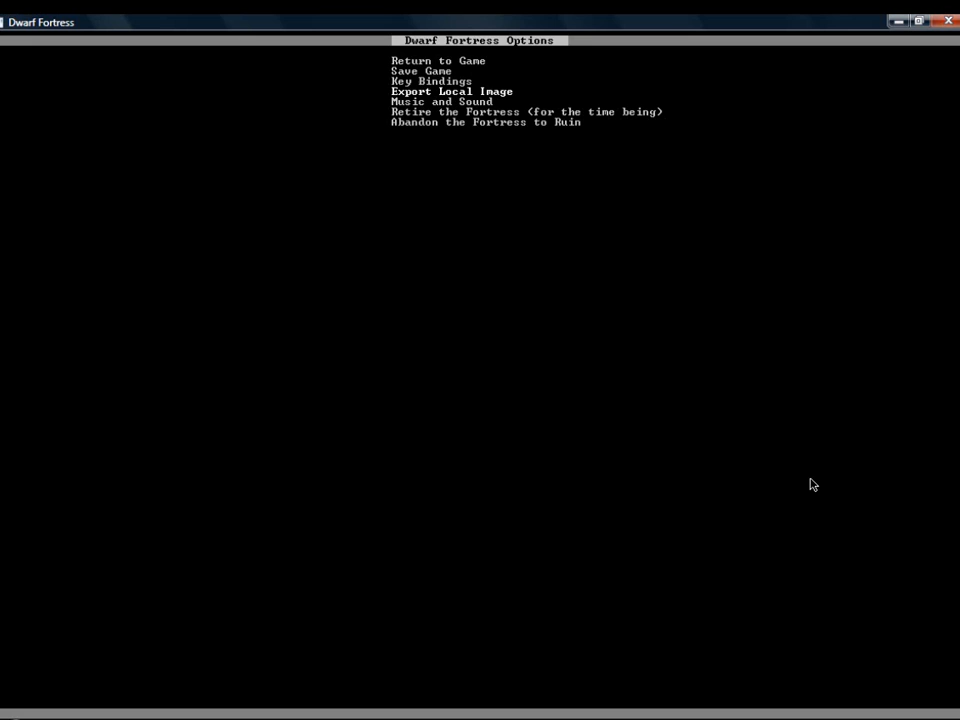 Dwarf Fortress
Dwarf Fortress Options
Return to Game
Save Game
Key Bindings
Export Local Image
Music and Sound
Retire the Fortress (for the time being)
Abandon the Fortress to Ruin